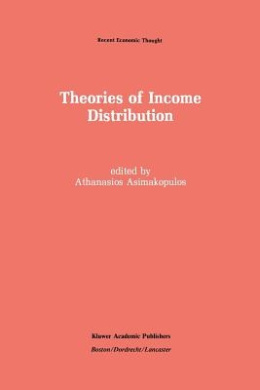 Recent Economic Thought
Theories of Income
Distribution
edited by
Athanasios Asimakopulos
Kluwer Academic Publishers
Boston/Dordrecht/Lancaster